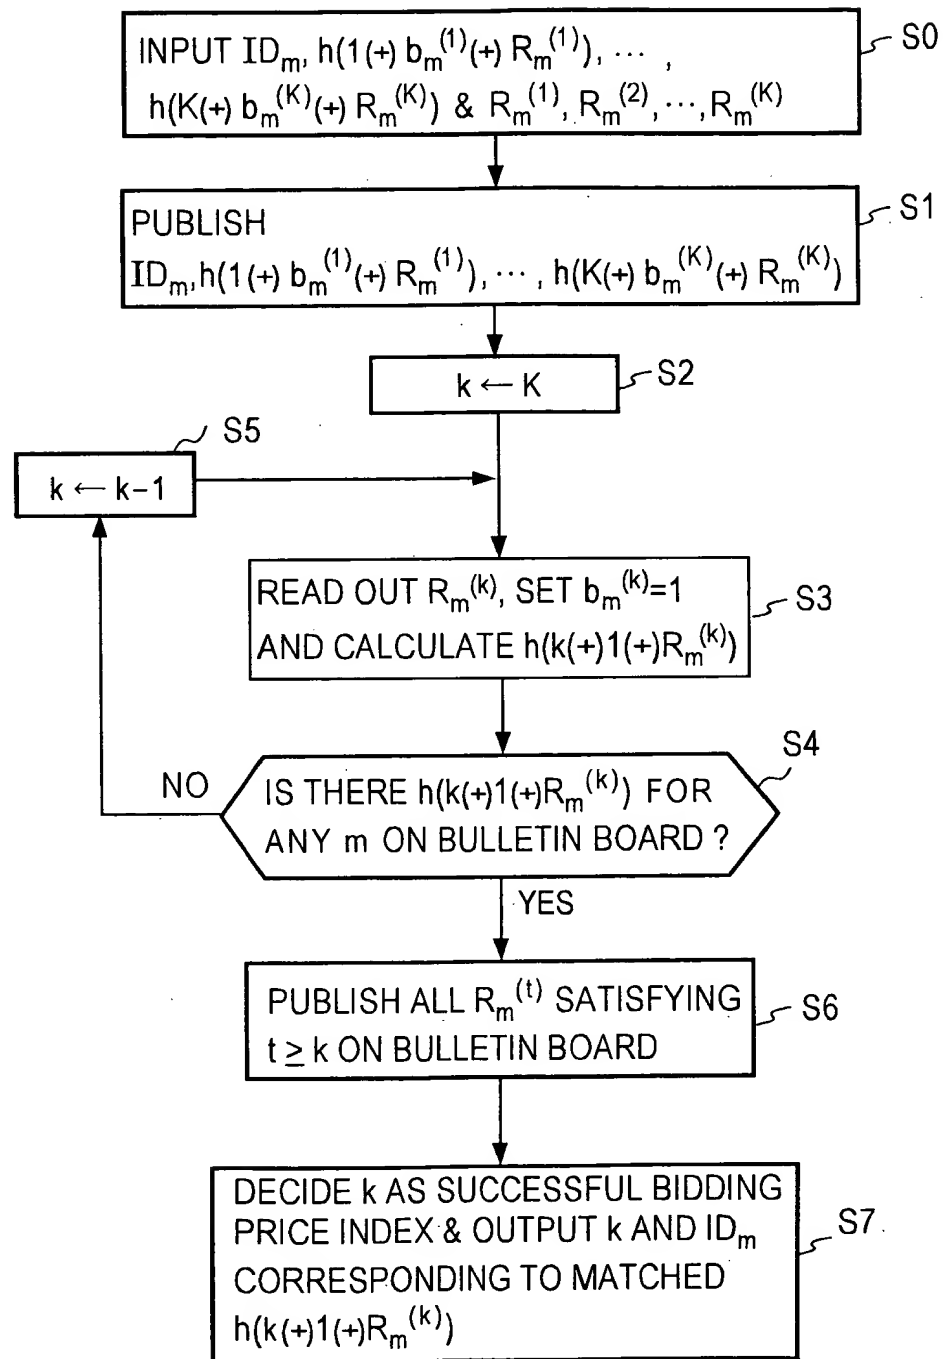 INPUT IDₘ, h(1(+) bₘ⁽¹⁾(+) Rₘ⁽¹⁾), ⋯ ,
h(K(+) bₘ⁽ᴷ⁾(+) Rₘ⁽ᴷ⁾) & Rₘ⁽¹⁾, Rₘ⁽²⁾, ⋯, Rₘ⁽ᴷ⁾
S0
PUBLISH
IDₘ, h(1(+) bₘ⁽¹⁾(+) Rₘ⁽¹⁾), ⋯, h(K(+) bₘ⁽ᴷ⁾(+) Rₘ⁽ᴷ⁾)
S1
k ← K
S2
S5
k ← k-1
READ OUT Rₘ⁽ᵏ⁾, SET bₘ⁽ᵏ⁾=1
AND CALCULATE h(k(+)1(+)Rₘ⁽ᵏ⁾)
S3
S4
NO
IS THERE h(k(+)1(+)Rₘ⁽ᵏ⁾) FOR
ANY m ON BULLETIN BOARD ?
YES
PUBLISH ALL Rₘ⁽ᵗ⁾ SATISFYING
t ≥ k ON BULLETIN BOARD
S6
DECIDE k AS SUCCESSFUL BIDDING
PRICE INDEX & OUTPUT k AND IDₘ
CORRESPONDING TO MATCHED
h(k(+)1(+)Rₘ⁽ᵏ⁾)
S7